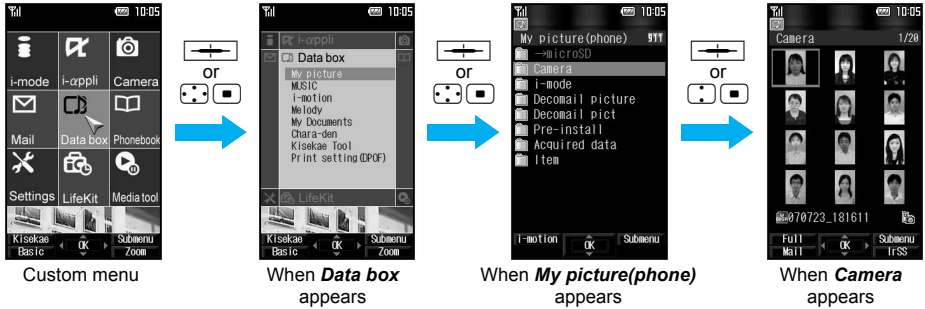 10:05
i-mode
i-αppli
Camera
Mail
Data box
Phonebook
Settings
LifeKit
Media tool
Kisekae
Basic
OK
Submenu
Zoom
Custom menu
or
10:05
i-αppli
Data box
My picture
MUSIC
i-motion
Melody
My Documents
Chara-den
Kisekae Tool
Print setting(DPOF)
LifeKit
Kisekae
Basic
OK
Submenu
Zoom
When Data box
appears
or
10:05
My picture(phone)
→microSD
Camera
i-mode
Decomail picture
Decomail pict
Pre-install
Acquired data
Item
i-motion
OK
Submenu
When My picture(phone)
appears
or
10:05
Camera 1/20
070723_181611
Full
Mail
OK
Submenu
IrSS
When Camera
appears